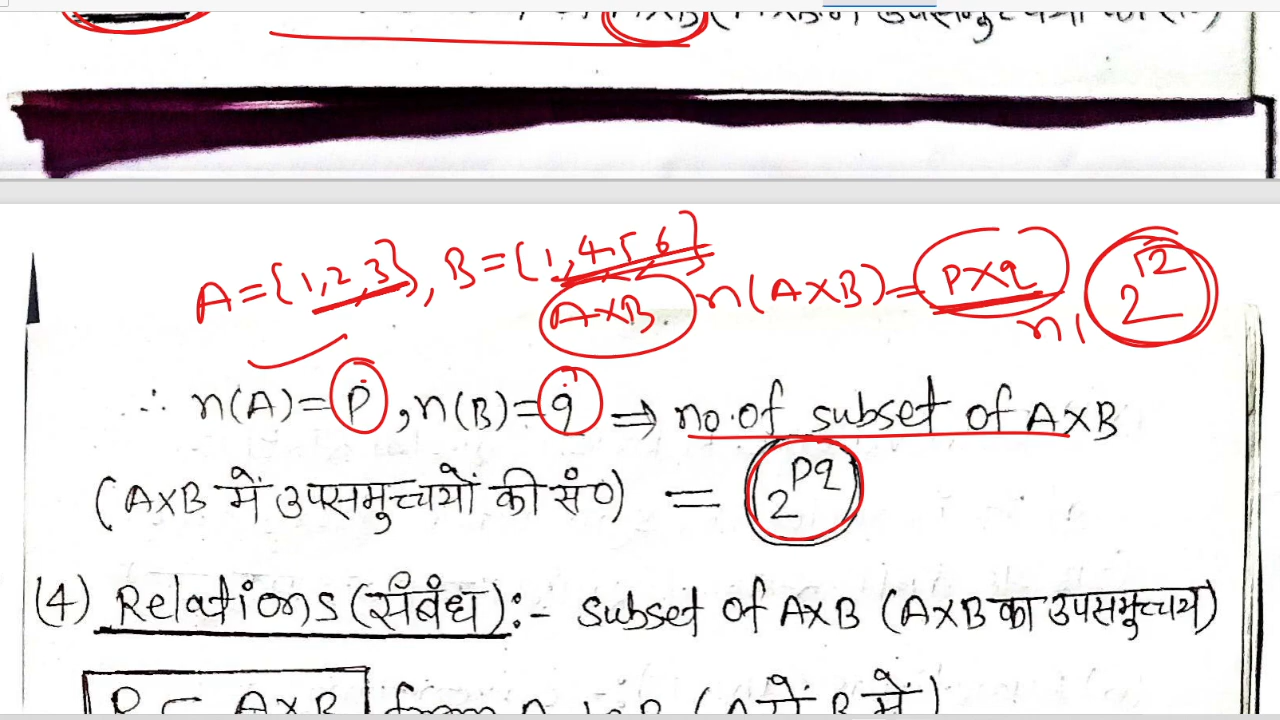 A={1,2,3}, B={1,4,5,6}
A×B n(A×B)=p×q
2^12
∴ n(A)=p, n(B)=q ⇒ no. of subset of A×B
(A×B में उपसमुच्चयों की सं०) = 2^pq
(4) Relations (संबंध):- subset of A×B (A×B का उपसमुच्चय)